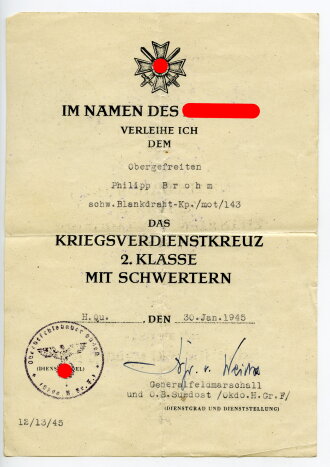 IM NAMEN DES
VERLEIHE ICH
DEM
Obergefreiten
Philipp Brohm
schw.Blankdraht-Kp./mot/143
DAS
KRIEGSVERDIENSTKREUZ
2. KLASSE
MIT SCHWERTERN
H.Qu. , DEN 30.Jan.1945
(DIENSTSIEGEL)
Generalfeldmarschall
und O.B.Südost /Okdo.H.Gr.F/
(DIENSTGRAD UND DIENSTSTELLUNG)
12/13/45